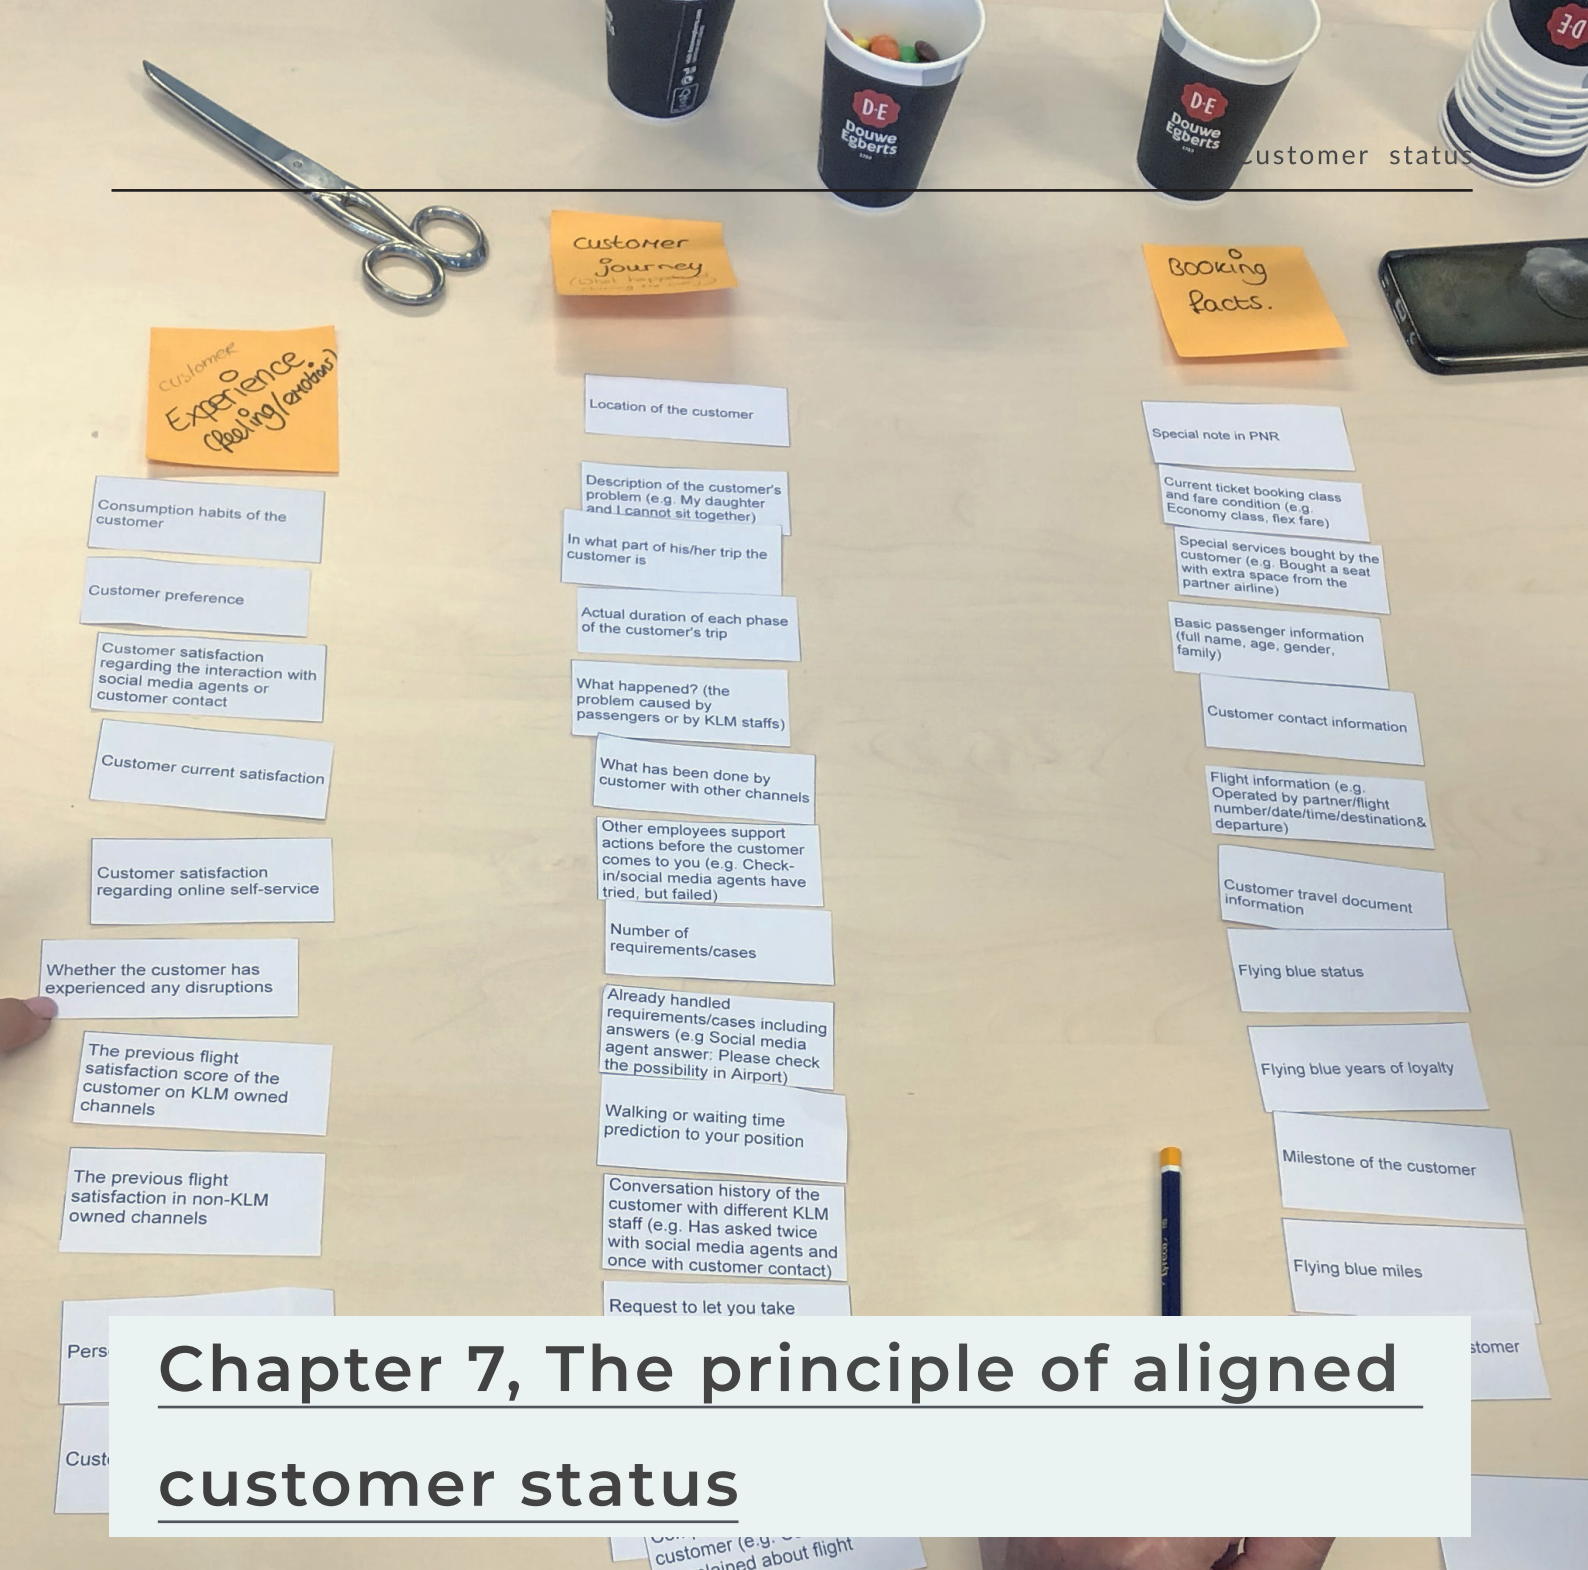 D·E
Douwe
Egberts
D·E
Douwe
Egberts
D·E
Customer status
customer
journey
(What
BOOKing
facts.
customer
Experience
(feeling/emotions)
Consumption habits of the
customer
Customer preference
Customer satisfaction
regarding the interaction with
social media agents or
customer contact
Customer current satisfaction
Customer satisfaction
regarding online self-service
Whether the customer has
experienced any disruptions
The previous flight
satisfaction score of the
customer on KLM owned
channels
The previous flight
satisfaction in non-KLM
owned channels
Pers
Cust
Location of the customer
Description of the customer's
problem (e.g. My daughter
and I cannot sit together)
In what part of his/her trip the
customer is
Actual duration of each phase
of the customer's trip
What happened? (the
problem caused by
passengers or by KLM staffs)
What has been done by
customer with other channels
Other employees support
actions before the customer
comes to you (e.g. Check-
in/social media agents have
tried, but failed)
Number of
requirements/cases
Already handled
requirements/cases including
answers (e.g Social media
agent answer: Please check
the possibility in Airport)
Walking or waiting time
prediction to your position
Conversation history of the
customer with different KLM
staff (e.g. Has asked twice
with social media agents and
once with customer contact)
Request to let you take
customer (e.g.
lained about flight
Special note in PNR
Current ticket booking class
and fare condition (e.g.
Economy class, flex fare)
Special services bought by the
customer (e.g. Bought a seat
with extra space from the
partner airline)
Basic passenger information
(full name, age, gender,
family)
Customer contact information
Flight information (e.g.
Operated by partner/flight
number/date/time/destination&
departure)
Customer travel document
information
Flying blue status
Flying blue years of loyalty
Milestone of the customer
Flying blue miles
stomer
Chapter 7, The principle of aligned
customer status